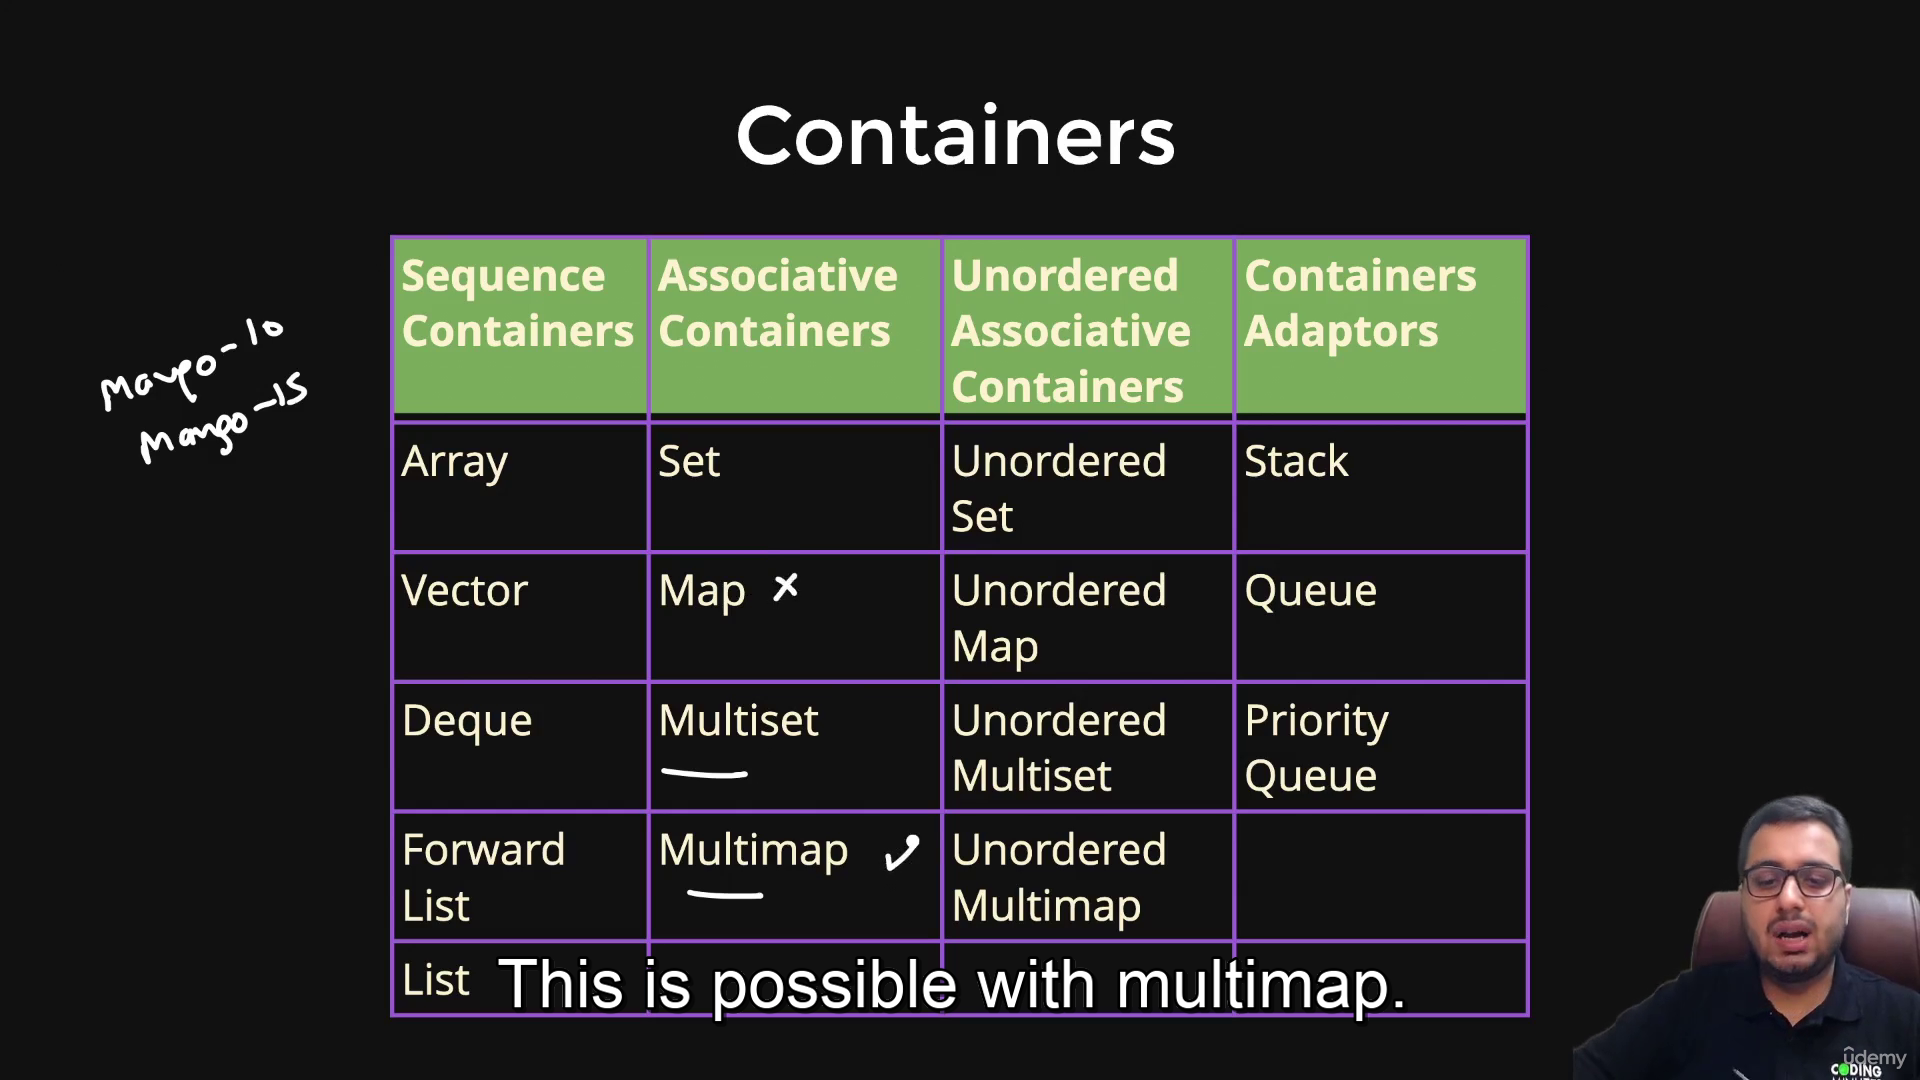 Containers
Mango-10
Mango-15
Sequence Containers
Associative Containers
Unordered Associative Containers
Containers Adaptors
Array
Set
Unordered Set
Stack
Vector
Map ×
Unordered Map
Queue
Deque
Multiset
Unordered Multiset
Priority Queue
Forward List
Multimap ✓
Unordered Multimap
List
This is possible with multimap.
udemy
CODING